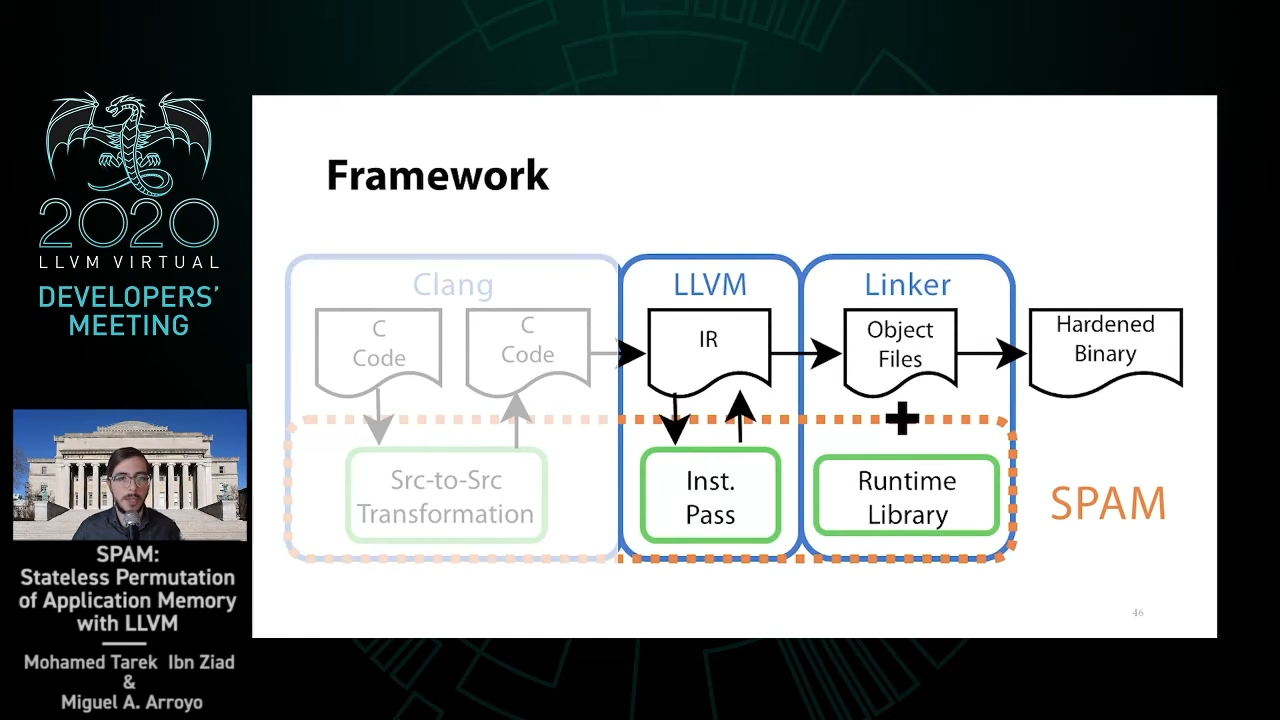 2020
LLVM VIRTUAL
DEVELOPERS'
MEETING
SPAM:
Stateless Permutation
of Application Memory
with LLVM
Mohamed Tarek Ibn Ziad
&
Miguel A. Arroyo
Framework
Clang
C
Code
C
Code
Src-to-Src
Transformation
LLVM
IR
Inst.
Pass
Linker
Object
Files
Runtime
Library
Hardened
Binary
SPAM
46